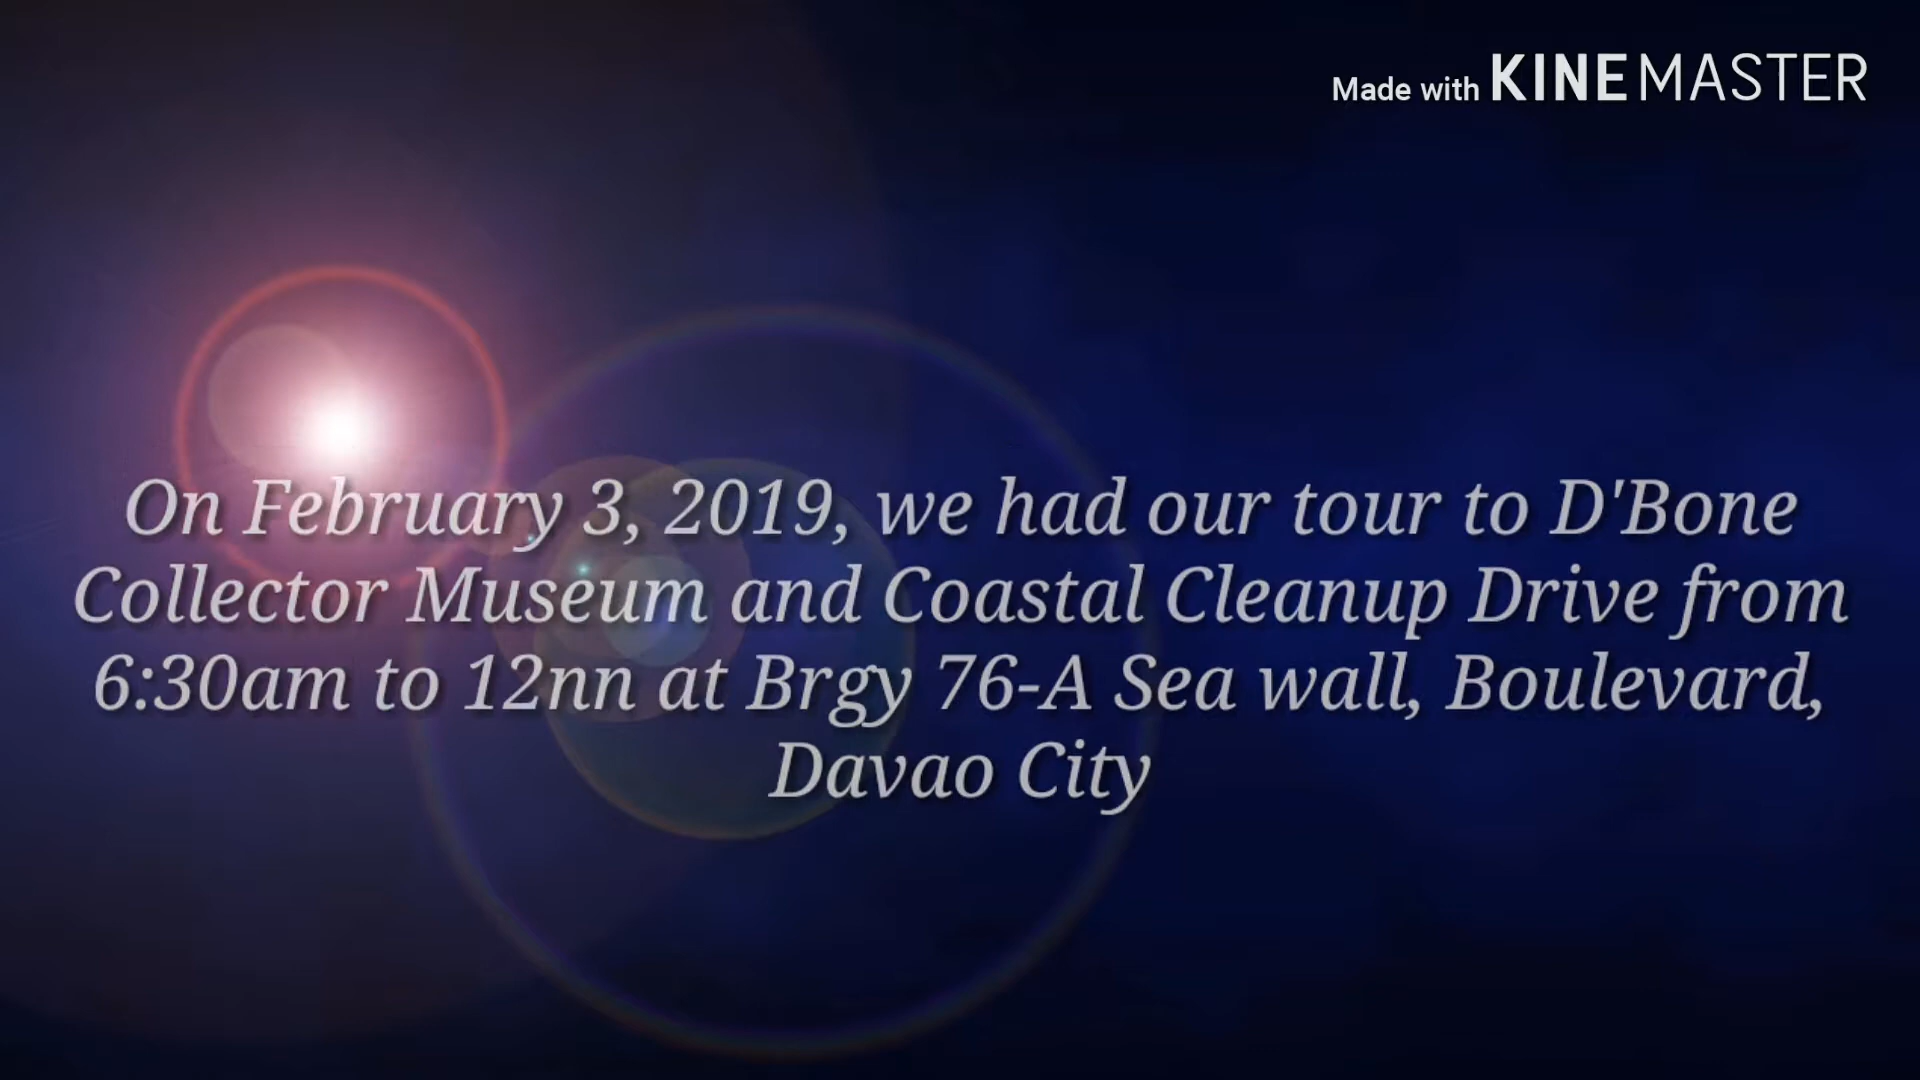 Made with KINEMASTER
On February 3, 2019, we had our tour to D'Bone
Collector Museum and Coastal Cleanup Drive from
6:30am to 12nn at Brgy 76-A Sea wall, Boulevard,
Davao City